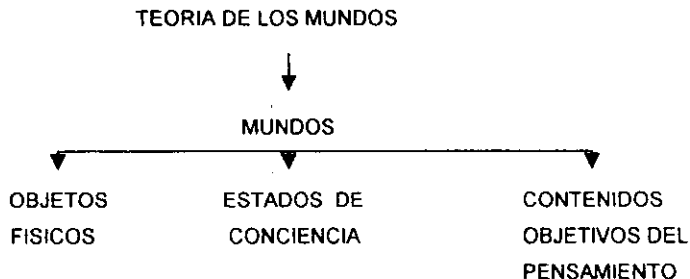 TEORIA DE LOS MUNDOS
MUNDOS
OBJETOS
FISICOS
ESTADOS DE
CONCIENCIA
CONTENIDOS
OBJETIVOS DEL
PENSAMIENTO